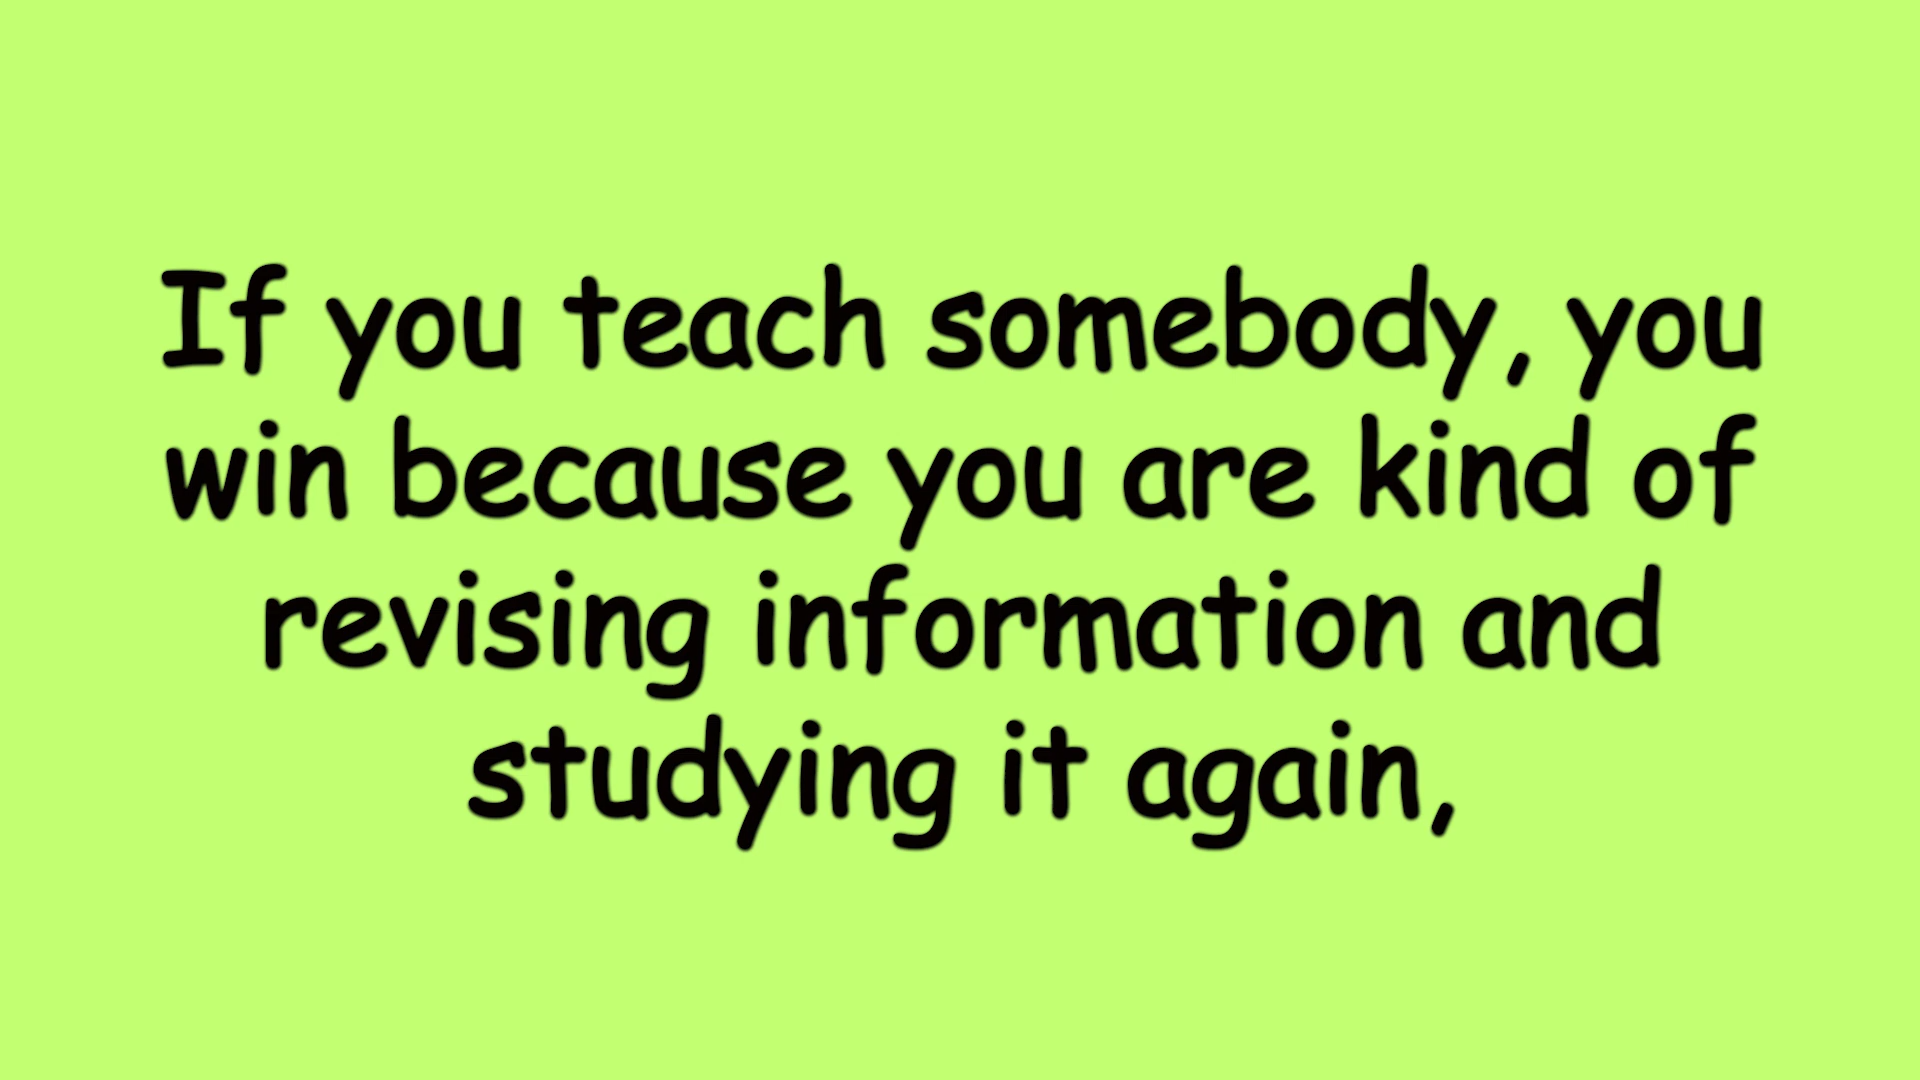 If you teach somebody, you
win because you are kind of
revising information and
studying it again,